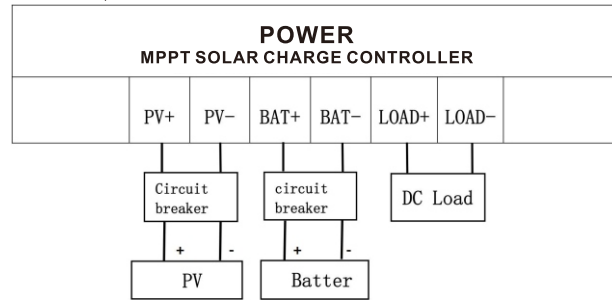 POWER
MPPT SOLAR CHARGE CONTROLLER
PV+ PV- BAT+ BAT- LOAD+ LOAD-
Circuit breaker
circuit breaker
DC Load
+ - + -
PV Batter